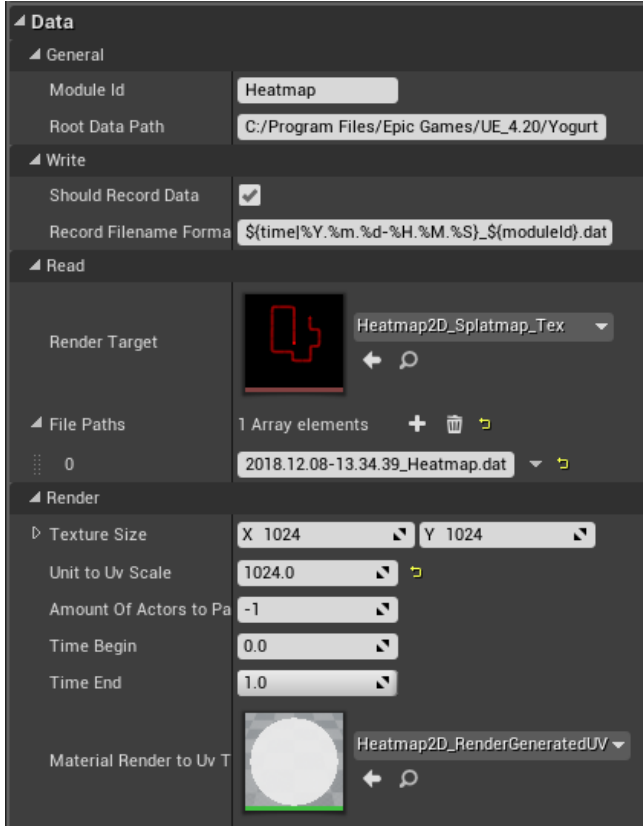 Data
General
Module Id Heatmap
Root Data Path C:/Program Files/Epic Games/UE_4.20/Yogurt
Write
Should Record Data
Record Filename Forma ${time|%Y.%m.%d-%H.%M.%S}_${moduleId}.dat
Read
Render Target Heatmap2D_Splatmap_Tex
File Paths 1 Array elements
0 2018.12.08-13.34.39_Heatmap.dat
Render
Texture Size X 1024 Y 1024
Unit to Uv Scale 1024.0
Amount Of Actors to Pa -1
Time Begin 0.0
Time End 1.0
Material Render to Uv T Heatmap2D_RenderGeneratedUV